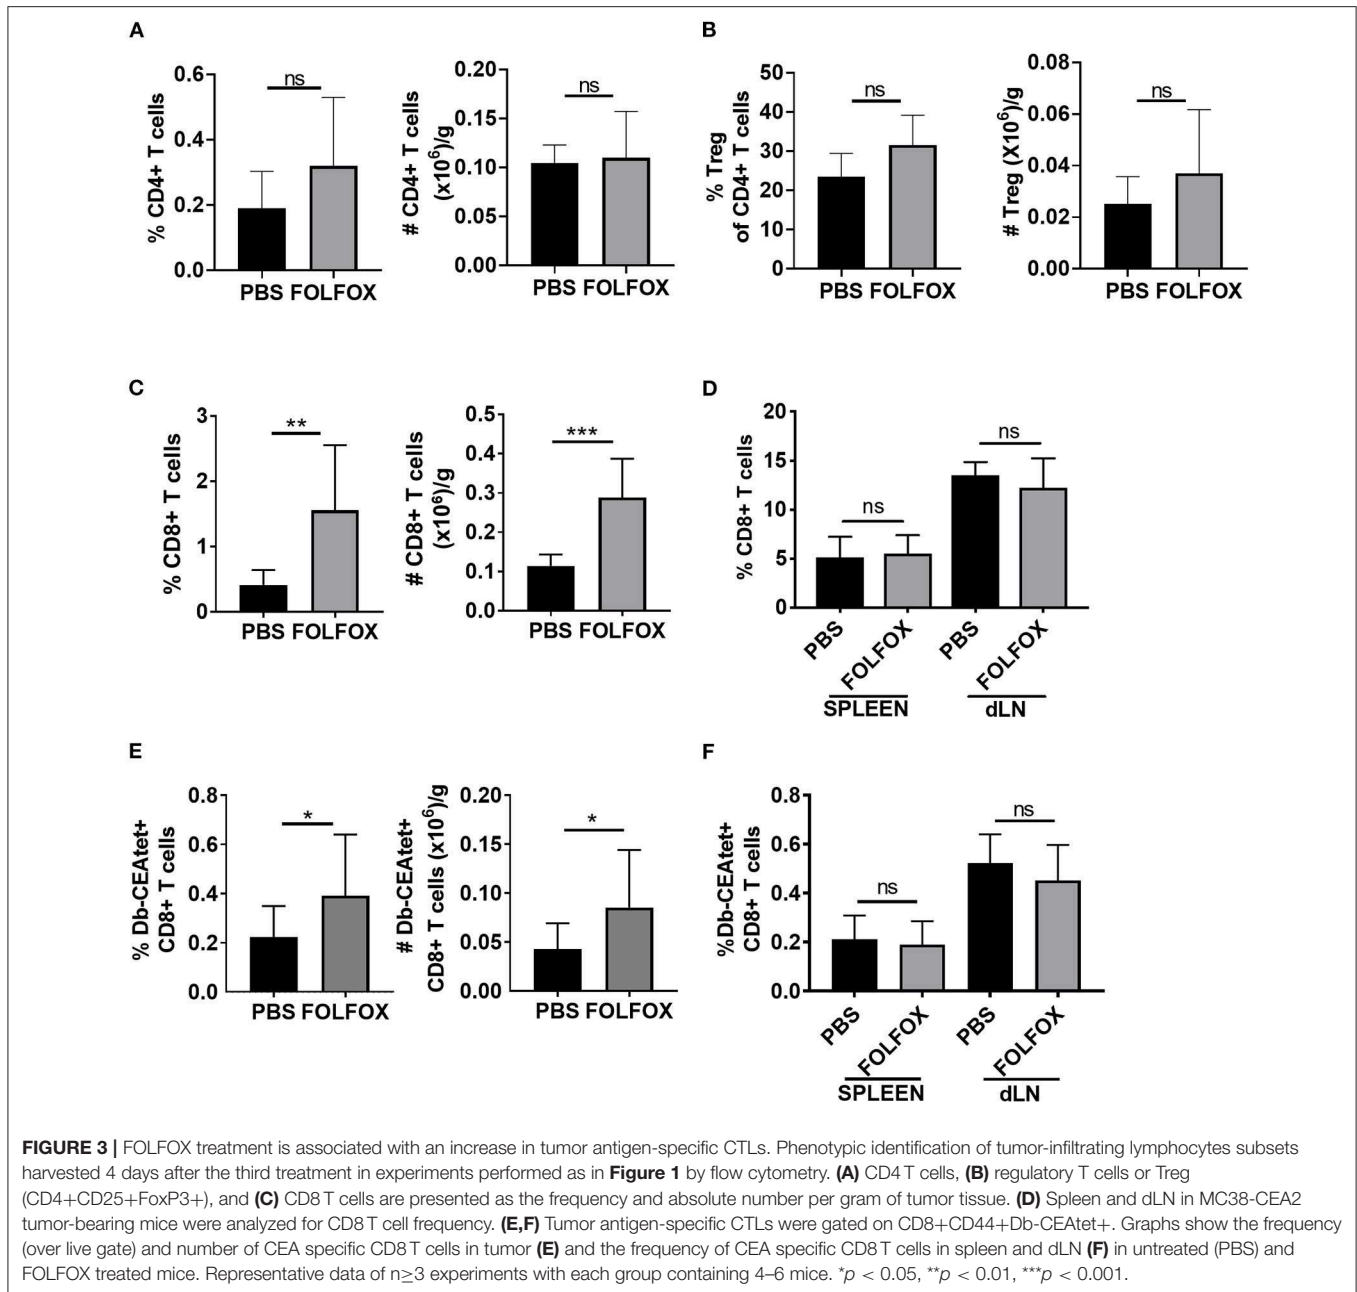 A
% CD4+ T cells
0.6
0.4
0.2
0.0
ns
PBS FOLFOX
# CD4+ T cells
(x10⁶)/g
0.20
0.15
0.10
0.05
0.00
ns
PBS FOLFOX
B
% Treg
of CD4+ T cells
50
40
30
20
10
0
ns
PBS FOLFOX
# Treg (X10⁶)/g
0.08
0.06
0.04
0.02
0.00
ns
PBS FOLFOX
C
% CD8+ T cells
3
2
1
0
**
PBS FOLFOX
# CD8+ T cells
(x10⁶)/g
0.5
0.4
0.3
0.2
0.1
0.0
***
PBS FOLFOX
D
% CD8+ T cells
20
15
10
5
0
ns
ns
PBS
FOLFOX
PBS
FOLFOX
SPLEEN
dLN
E
% Db-CEAtet+
CD8+ T cells
0.8
0.6
0.4
0.2
0.0
*
PBS FOLFOX
# Db-CEAtet+
CD8+ T cells (x10⁶)/g
0.20
0.15
0.10
0.05
0.00
*
PBS FOLFOX
F
%Db-CEAtet+
CD8+ T cells
0.8
0.6
0.4
0.2
0.0
ns
ns
PBS
FOLFOX
PBS
FOLFOX
SPLEEN
dLN
FIGURE 3 | FOLFOX treatment is associated with an increase in tumor antigen-specific CTLs. Phenotypic identification of tumor-infiltrating lymphocytes subsets
harvested 4 days after the third treatment in experiments performed as in Figure 1 by flow cytometry. (A) CD4 T cells, (B) regulatory T cells or Treg
(CD4+CD25+FoxP3+), and (C) CD8 T cells are presented as the frequency and absolute number per gram of tumor tissue. (D) Spleen and dLN in MC38-CEA2
tumor-bearing mice were analyzed for CD8 T cell frequency. (E,F) Tumor antigen-specific CTLs were gated on CD8+CD44+Db-CEAtet+. Graphs show the frequency
(over live gate) and number of CEA specific CD8 T cells in tumor (E) and the frequency of CEA specific CD8 T cells in spleen and dLN (F) in untreated (PBS) and
FOLFOX treated mice. Representative data of n≥3 experiments with each group containing 4–6 mice. *p < 0.05, **p < 0.01, ***p < 0.001.